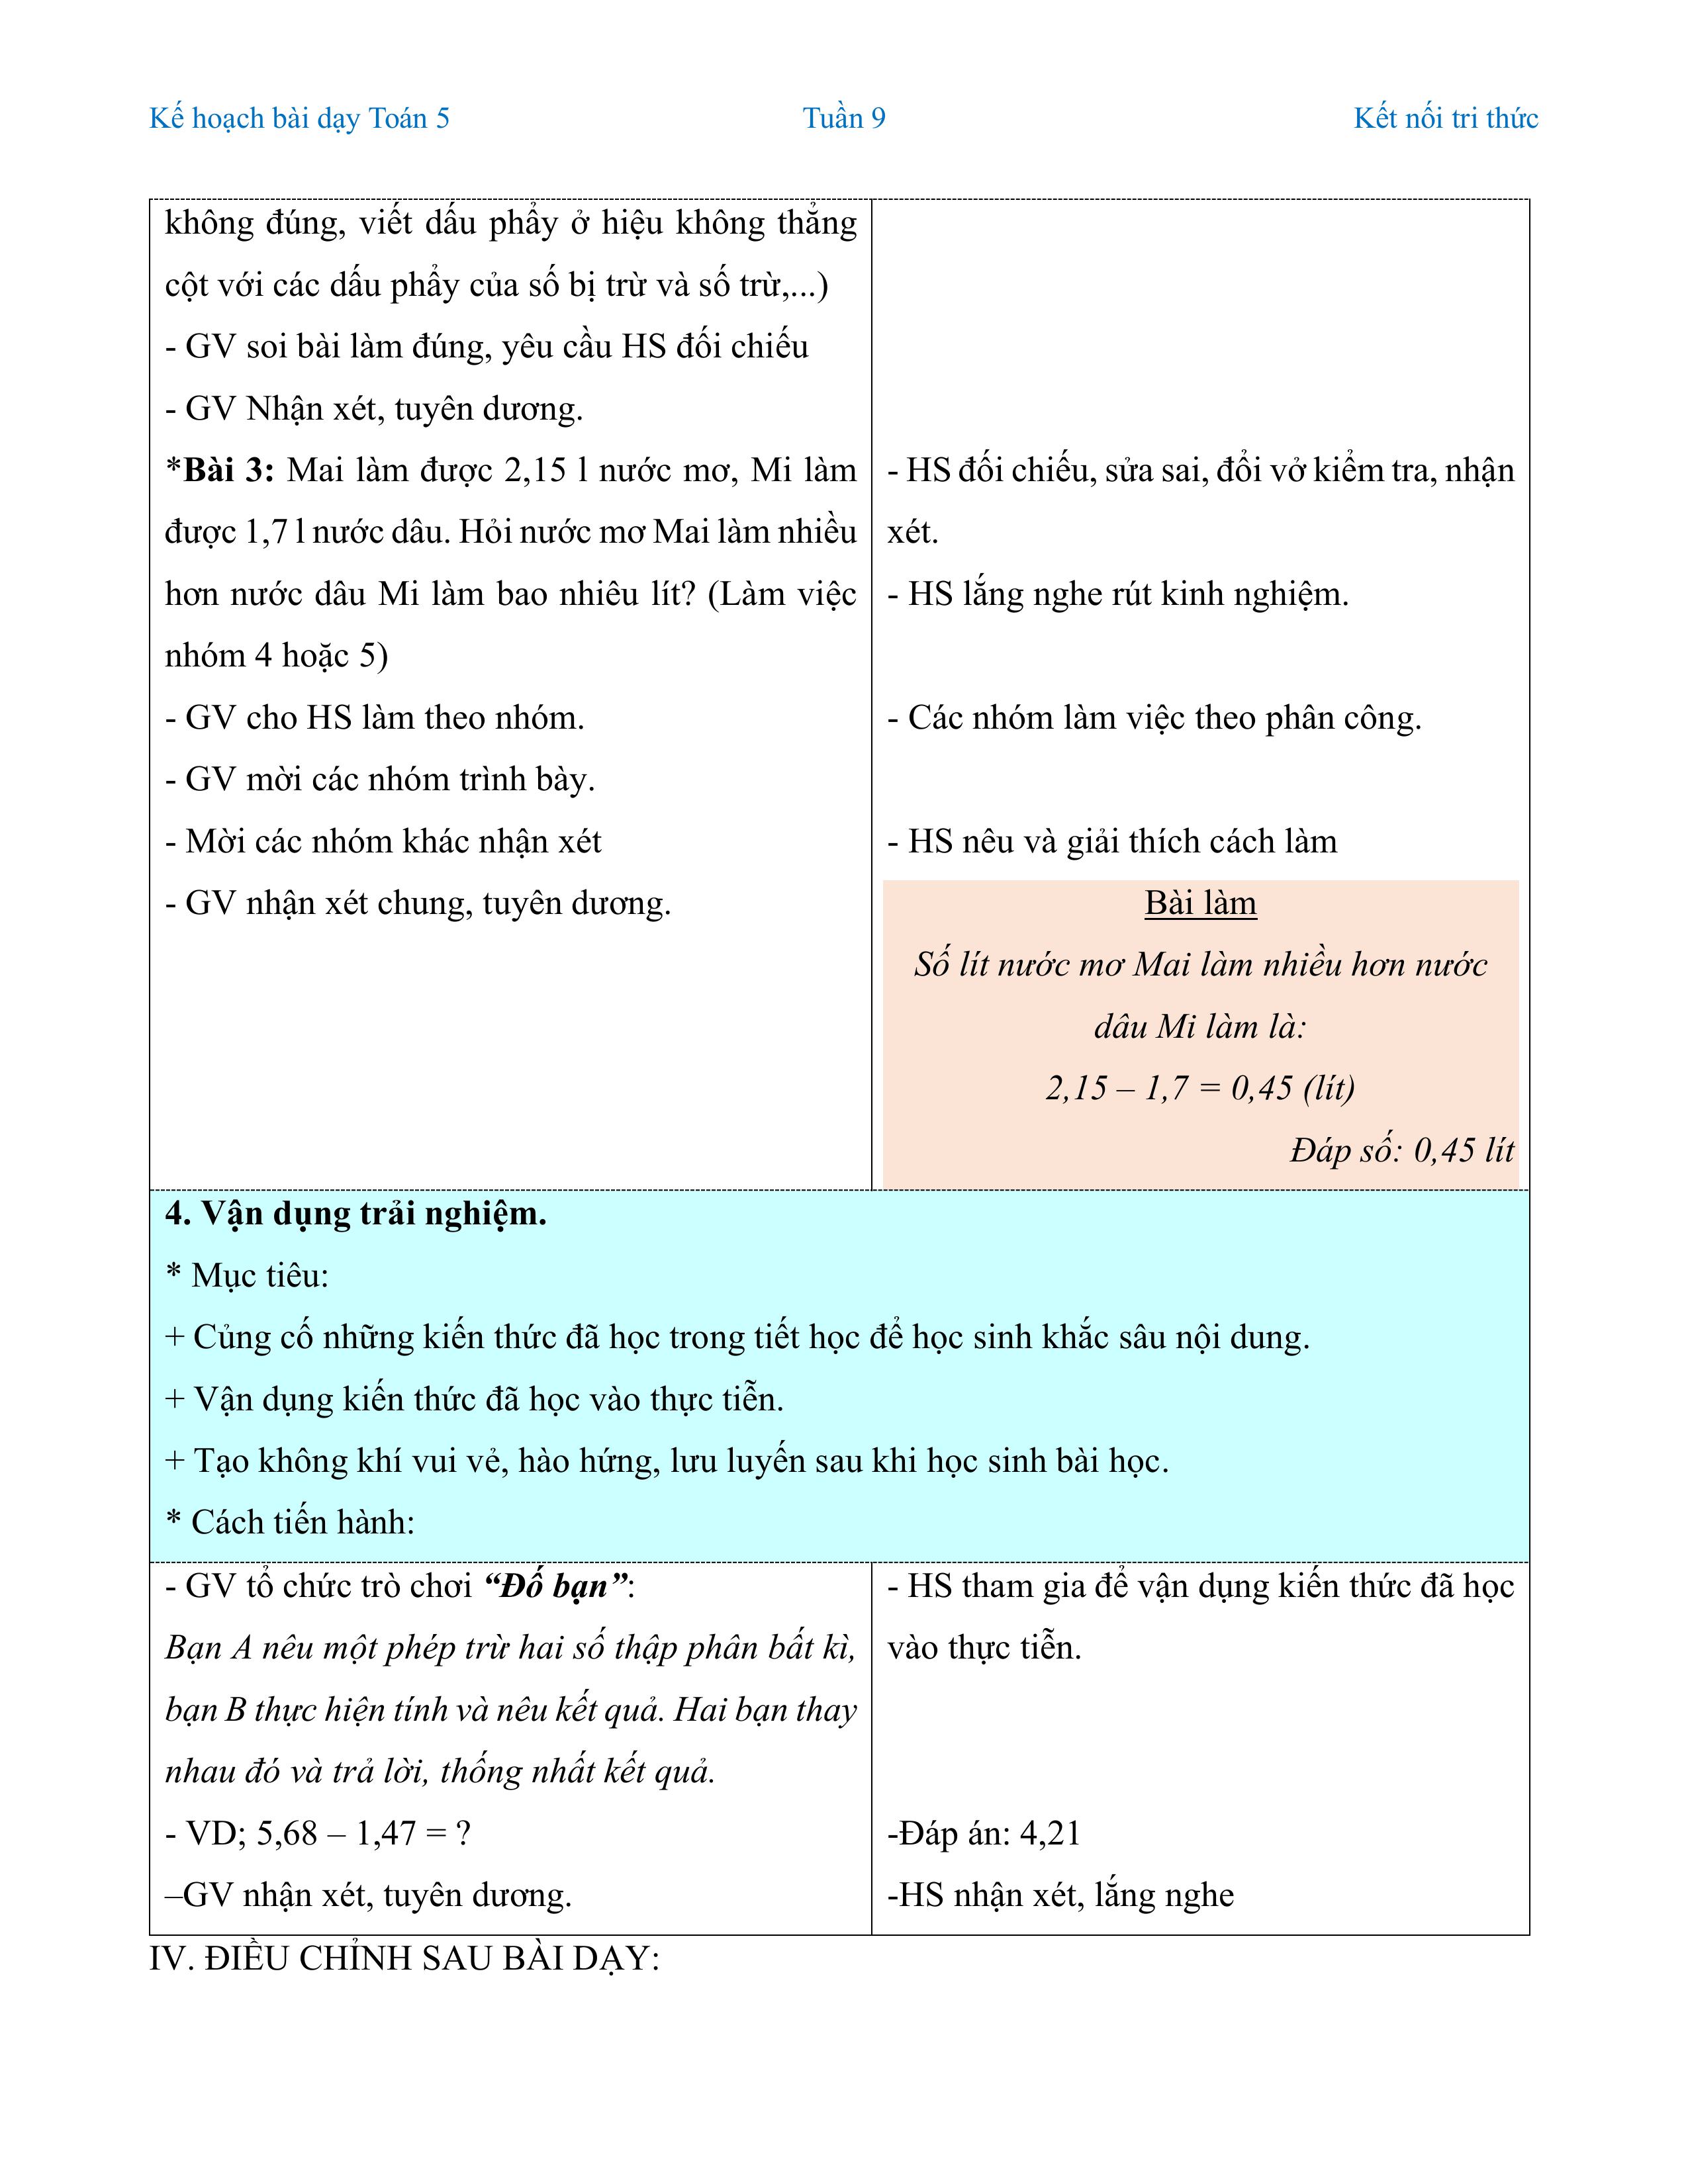 Kế hoạch bài dạy Toán 5 Tuần 9 Kết nối tri thức
không đúng, viết dấu phẩy ở hiệu không thẳng
cột với các dấu phẩy của số bị trừ và số trừ,...)
- GV soi bài làm đúng, yêu cầu HS đối chiếu
- GV Nhận xét, tuyên dương.
*Bài 3: Mai làm được 2,15 l nước mơ, Mi làm
được 1,7 l nước dâu. Hỏi nước mơ Mai làm nhiều
hơn nước dâu Mi làm bao nhiêu lít? (Làm việc
nhóm 4 hoặc 5)
- GV cho HS làm theo nhóm.
- GV mời các nhóm trình bày.
- Mời các nhóm khác nhận xét
- GV nhận xét chung, tuyên dương.
- HS đối chiếu, sửa sai, đổi vở kiểm tra, nhận
xét.
- HS lắng nghe rút kinh nghiệm.
- Các nhóm làm việc theo phân công.
- HS nêu và giải thích cách làm
Bài làm
Số lít nước mơ Mai làm nhiều hơn nước
dâu Mi làm là:
2,15 – 1,7 = 0,45 (lít)
Đáp số: 0,45 lít
4. Vận dụng trải nghiệm.
* Mục tiêu:
+ Củng cố những kiến thức đã học trong tiết học để học sinh khắc sâu nội dung.
+ Vận dụng kiến thức đã học vào thực tiễn.
+ Tạo không khí vui vẻ, hào hứng, lưu luyến sau khi học sinh bài học.
* Cách tiến hành:
- GV tổ chức trò chơi “Đố bạn”:
Bạn A nêu một phép trừ hai số thập phân bất kì,
bạn B thực hiện tính và nêu kết quả. Hai bạn thay
nhau đó và trả lời, thống nhất kết quả.
- VD; 5,68 – 1,47 = ?
–GV nhận xét, tuyên dương.
- HS tham gia để vận dụng kiến thức đã học
vào thực tiễn.
-Đáp án: 4,21
-HS nhận xét, lắng nghe
IV. ĐIỀU CHỈNH SAU BÀI DẠY: